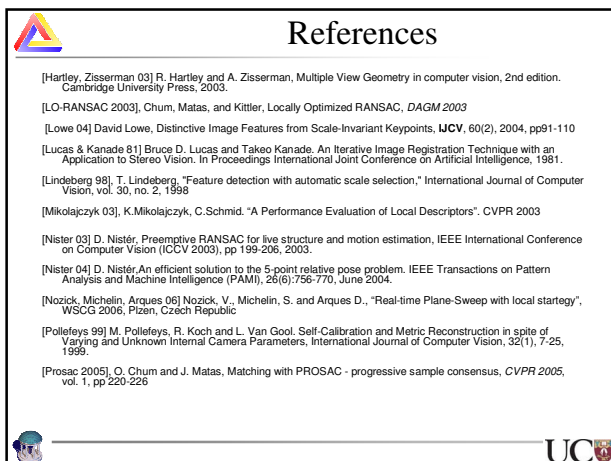 References
[Hartley, Zisserman 03] R. Hartley and A. Zisserman, Multiple View Geometry in computer vision, 2nd edition.
Cambridge University Press, 2003.
[LO-RANSAC 2003], Chum, Matas, and Kittler, Locally Optimized RANSAC, DAGM 2003
[Lowe 04] David Lowe, Distinctive Image Features from Scale-Invariant Keypoints, IJCV, 60(2), 2004, pp91-110
[Lucas & Kanade 81] Bruce D. Lucas and Takeo Kanade. An Iterative Image Registration Technique with an
Application to Stereo Vision. In Proceedings International Joint Conference on Artificial Intelligence, 1981.
[Lindeberg 98], T. Lindeberg, "Feature detection with automatic scale selection," International Journal of Computer
Vision, vol. 30, no. 2, 1998
[Mikolajczyk 03], K.Mikolajczyk, C.Schmid. “A Performance Evaluation of Local Descriptors”. CVPR 2003
[Nister 03] D. Nistér, Preemptive RANSAC for live structure and motion estimation, IEEE International Conference
on Computer Vision (ICCV 2003), pp 199-206, 2003.
[Nister 04] D. Nistér,An efficient solution to the 5-point relative pose problem. IEEE Transactions on Pattern
Analysis and Machine Intelligence (PAMI), 26(6):756-770, June 2004.
[Nozick, Michelin, Arques 06] Nozick, V., Michelin, S. and Arques D., “Real-time Plane-Sweep with local startegy”,
WSCG 2006, Plzen, Czech Republic
[Pollefeys 99] M. Pollefeys, R. Koch and L. Van Gool. Self-Calibration and Metric Reconstruction in spite of
Varying and Unknown Internal Camera Parameters, International Journal of Computer Vision, 32(1), 7-25,
1999.
[Prosac 2005], O. Chum and J. Matas, Matching with PROSAC - progressive sample consensus, CVPR 2005,
vol. 1, pp 220-226
UC